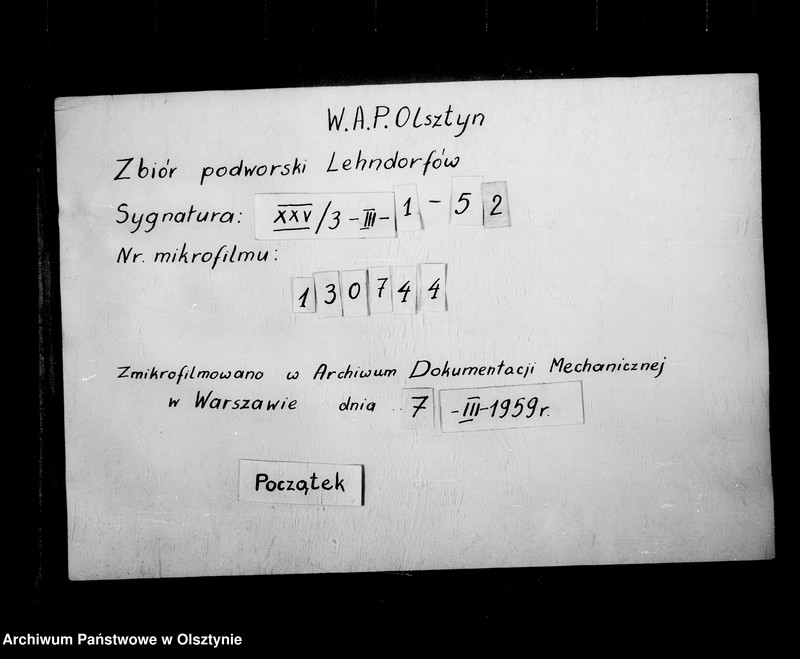 W.A.P. Olsztyn
Zbiór podworski Lehndorfów
Sygnatura: XXV/3-III-1-52
Nr. mikrofilmu:
130744
Zmikrofilmowano w Archiwum Dokumentacji Mechanicznej
w Warszawie dnia 7-III-1959r.
Początek
Archiwum Państwowe w Olsztynie